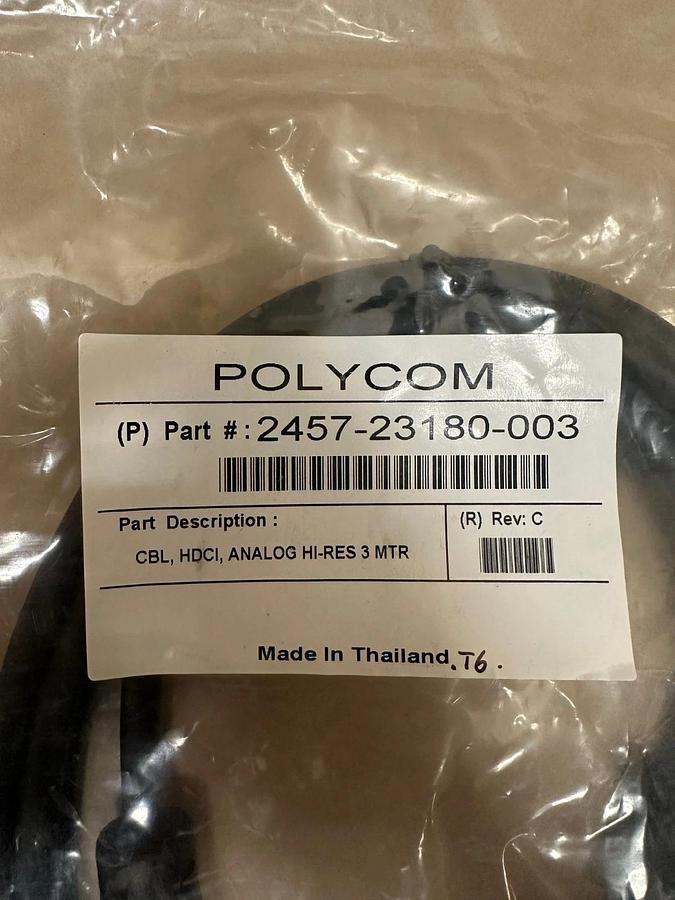 POLYCOM
(P) Part # : 2457-23180-003
Part Description : (R) Rev: C
CBL, HDCI, ANALOG HI-RES 3 MTR
Made In Thailand .T6 .